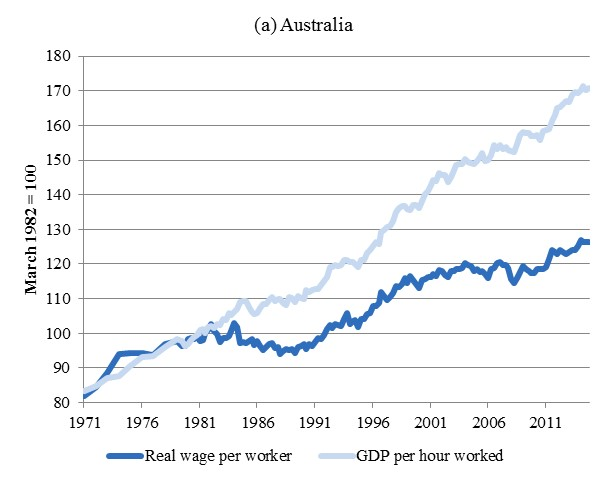 (a) Australia
180
170
160
150
140
130
120
110
100
90
80
March 1982 = 100
1971 1976 1981 1986 1991 1996 2001 2006 2011
Real wage per worker GDP per hour worked